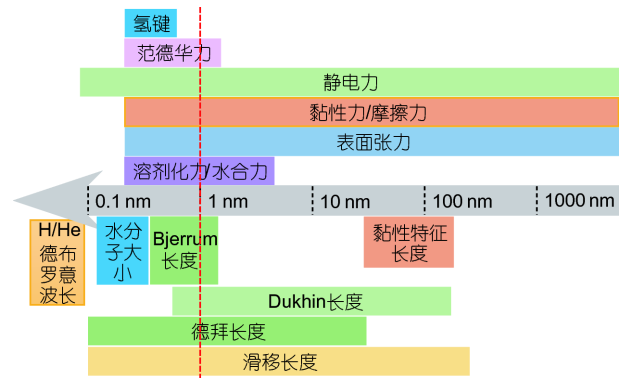 氢键
范德华力
静电力
黏性力/摩擦力
表面张力
溶剂化力/水合力
0.1 nm
1 nm
10 nm
100 nm
1000 nm
H/He
德布
罗意
波长
水分
子大
小
Bjerrum
长度
黏性特征
长度
Dukhin长度
德拜长度
滑移长度